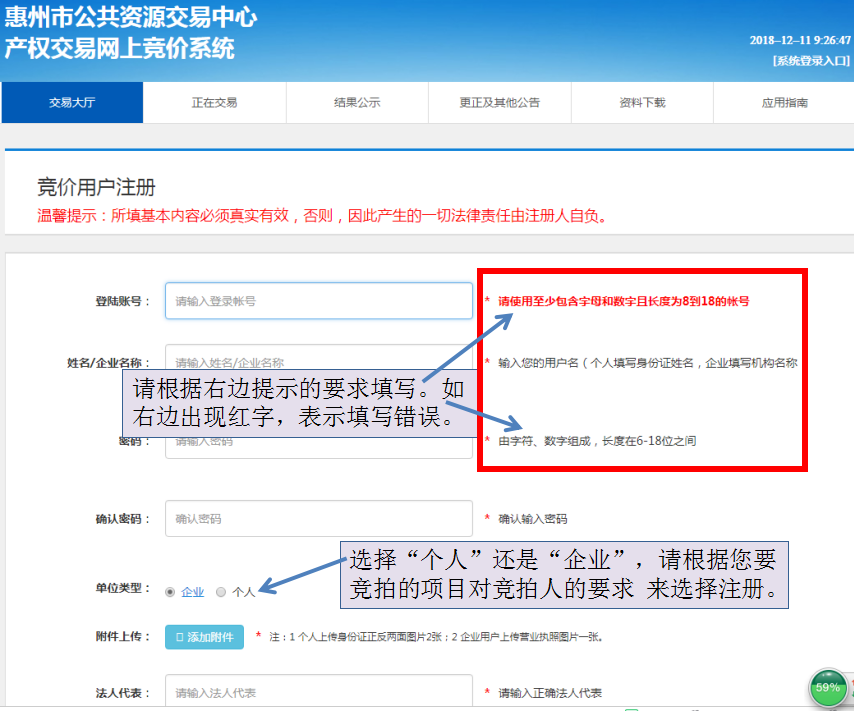 惠州市公共资源交易中心
产权交易网上竞价系统
2018-12-11 9:26:47
[系统登录入口]
交易大厅 正在交易 结果公示 更正及其他公告 资料下载 应用指南
竞价用户注册
温馨提示：所填基本内容必须真实有效，否则，因此产生的一切法律责任由注册人自负。
登陆账号： 请输入登录帐号 * 请使用至少包含字母和数字且长度为8到18的帐号
姓名/企业名称： 请输入姓名/企业名称 * 输入您的用户名（个人填写身份证姓名，企业填写机构名称
请根据右边提示的要求填写。如
右边出现红字，表示填写错误。
密码： 请输入密码 * 由字符、数字组成，长度在6-18位之间
确认密码： 确认密码 * 确认输入密码
选择“个人”还是“企业”，请根据您要
竞拍的项目对竞拍人的要求 来选择注册。
单位类型： 企业 个人
附件上传： 添加附件 * 注：1 个人上传身份证正反两面图片2张；2 企业用户上传营业执照图片一张。
法人代表： 请输入法人代表 * 请输入正确法人代表
59%